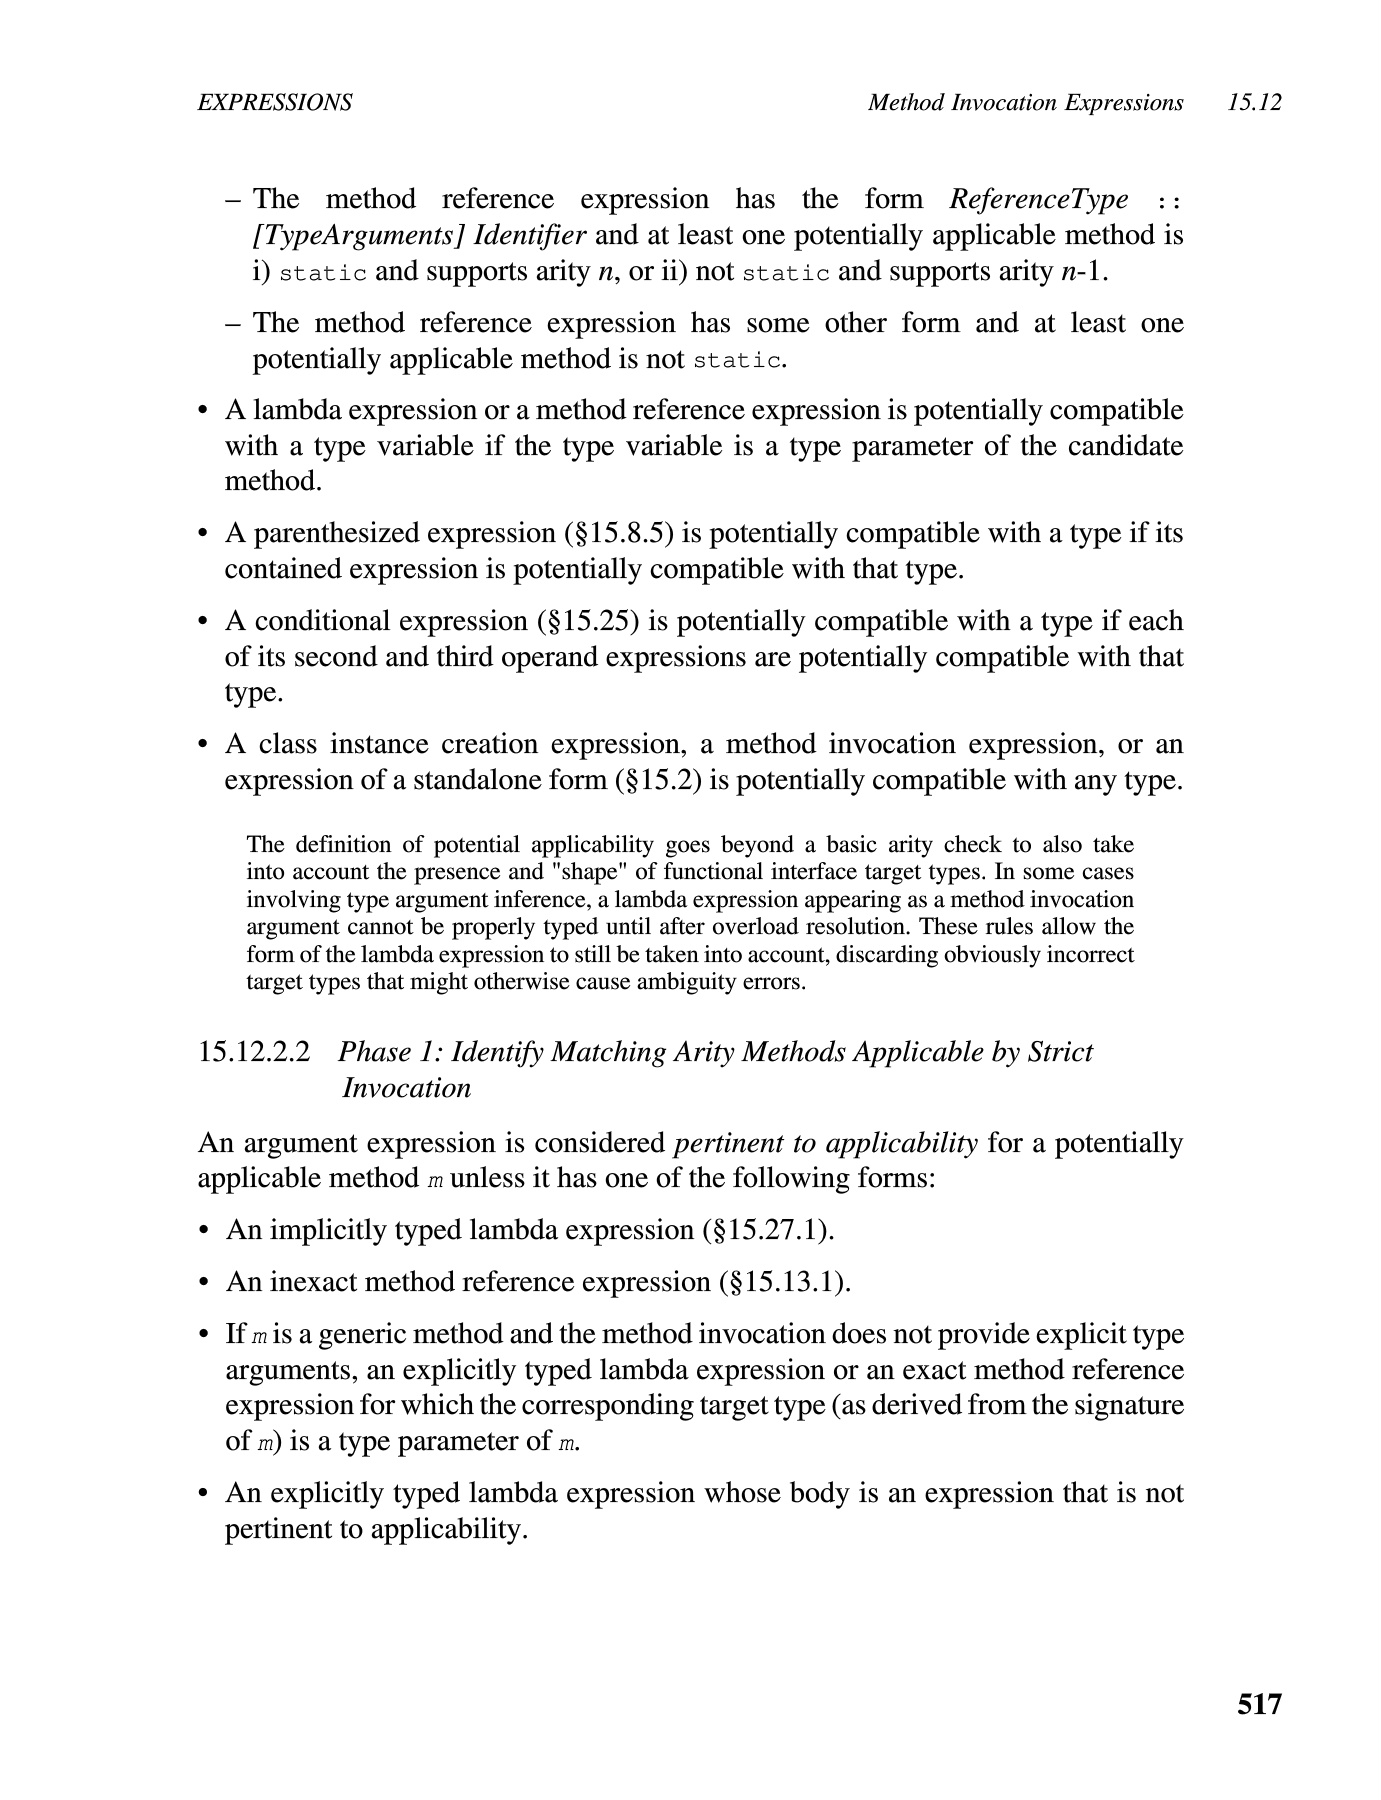 EXPRESSIONS Method Invocation Expressions 15.12
– The method reference expression has the form ReferenceType ::
[TypeArguments] Identifier and at least one potentially applicable method is
i) static and supports arity n, or ii) not static and supports arity n-1.
– The method reference expression has some other form and at least one
potentially applicable method is not static.
• A lambda expression or a method reference expression is potentially compatible
with a type variable if the type variable is a type parameter of the candidate
method.
• A parenthesized expression (§15.8.5) is potentially compatible with a type if its
contained expression is potentially compatible with that type.
• A conditional expression (§15.25) is potentially compatible with a type if each
of its second and third operand expressions are potentially compatible with that
type.
• A class instance creation expression, a method invocation expression, or an
expression of a standalone form (§15.2) is potentially compatible with any type.
The definition of potential applicability goes beyond a basic arity check to also take
into account the presence and "shape" of functional interface target types. In some cases
involving type argument inference, a lambda expression appearing as a method invocation
argument cannot be properly typed until after overload resolution. These rules allow the
form of the lambda expression to still be taken into account, discarding obviously incorrect
target types that might otherwise cause ambiguity errors.
15.12.2.2 Phase 1: Identify Matching Arity Methods Applicable by Strict
Invocation
An argument expression is considered pertinent to applicability for a potentially
applicable method m unless it has one of the following forms:
• An implicitly typed lambda expression (§15.27.1).
• An inexact method reference expression (§15.13.1).
• If m is a generic method and the method invocation does not provide explicit type
arguments, an explicitly typed lambda expression or an exact method reference
expression for which the corresponding target type (as derived from the signature
of m) is a type parameter of m.
• An explicitly typed lambda expression whose body is an expression that is not
pertinent to applicability.
517